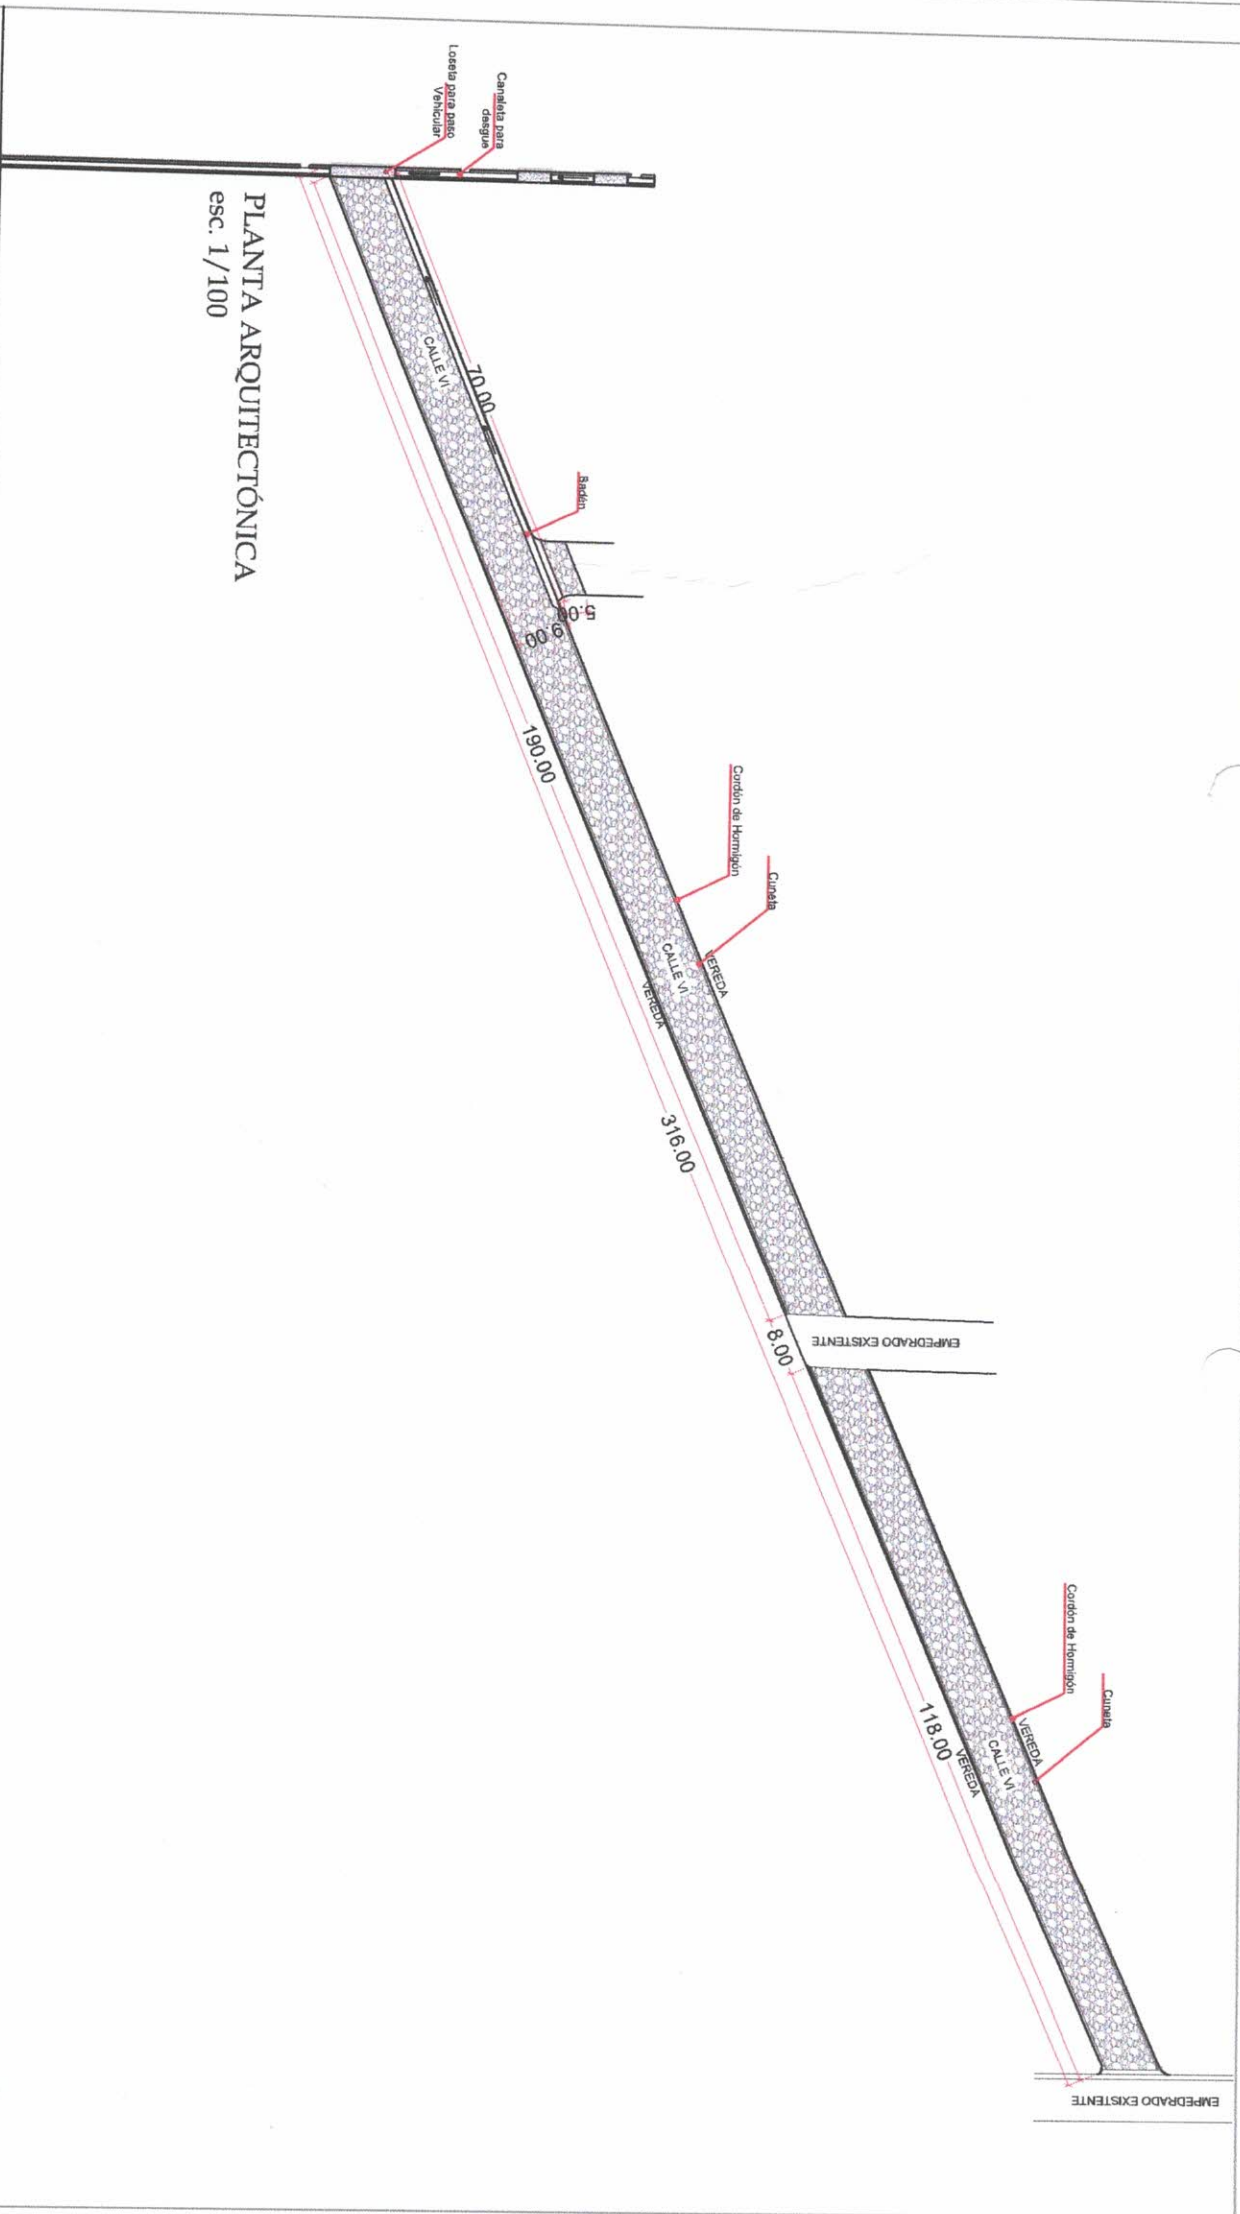 Loseta para paso
Vehicular
Canaleta para
desgue
PLANTA ARQUITECTÓNICA
esc. 1/100
CALLE VI
70.00
Badén
5.00
9.00
190.00
Cordón de Hormigón
Cuneta
VEREDA
CALLE VI
VEREDA
316.00
8.00
EMPEDRADO EXISTENTE
118.00
Cordón de Hormigón
Cuneta
VEREDA
CALLE VI
VEREDA
EMPEDRADO EXISTENTE